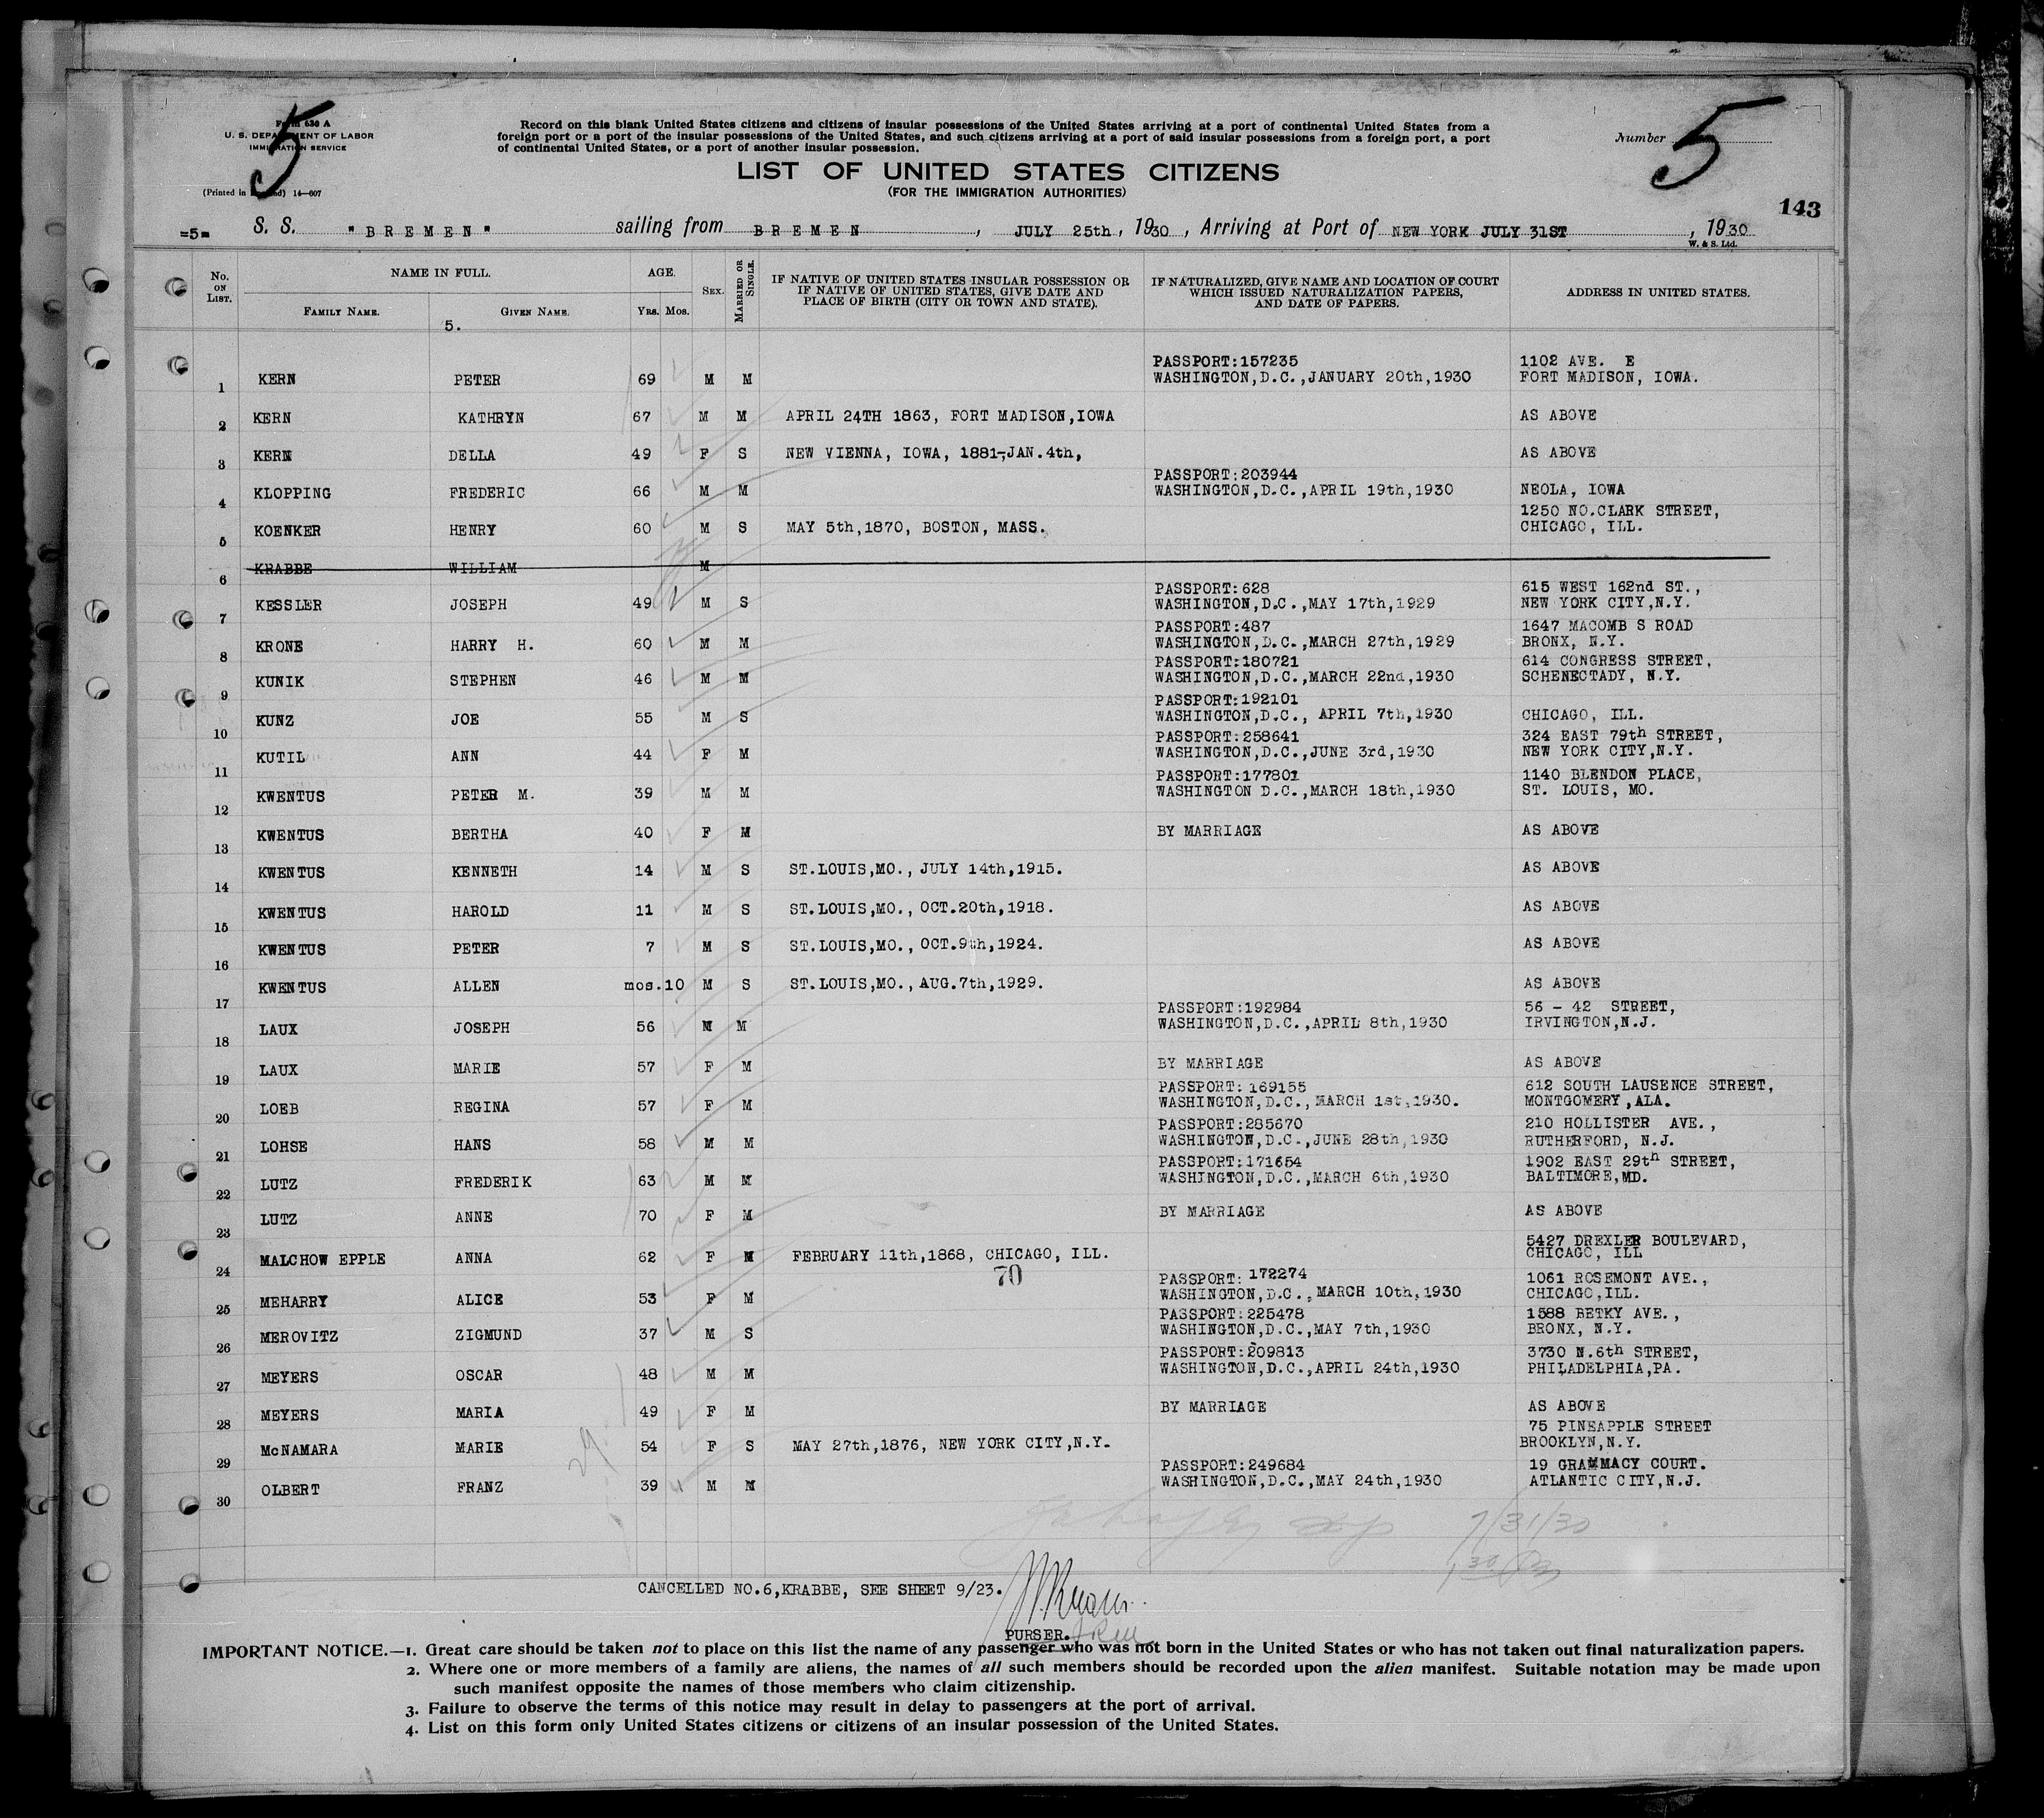 5
Form 630 A
U. S. DEPARTMENT OF LABOR
IMMIGRATION SERVICE
(Printed in England) 14—607
Record on this blank United States citizens and citizens of insular possessions of the United States arriving at a port of continental United States from a
foreign port or a port of the insular possessions of the United States, and such citizens arriving at a port of said insular possessions from a foreign port, a port
of continental United States, or a port of another insular possession.
Number 5
LIST OF UNITED STATES CITIZENS
(FOR THE IMMIGRATION AUTHORITIES)
143
=5= S. S. "BREMEN" sailing from BREMEN, JULY 25th, 1930, Arriving at Port of NEW YORK JULY 31ST, 1930
W. & S. Ltd.
No. ON LIST. NAME IN FULL. AGE. SEX. MARRIED OR SINGLE. IF NATIVE OF UNITED STATES INSULAR POSSESSION OR IF NATIVE OF UNITED STATES, GIVE DATE AND PLACE OF BIRTH (CITY OR TOWN AND STATE). IF NATURALIZED, GIVE NAME AND LOCATION OF COURT WHICH ISSUED NATURALIZATION PAPERS, AND DATE OF PAPERS. ADDRESS IN UNITED STATES.
FAMILY NAME. 5. GIVEN NAME. YRS. MOS.
PASSPORT:157235 1102 AVE. E
1 KERN PETER 69 M M WASHINGTON,D.C.,JANUARY 20th,1930 FORT MADISON, IOWA.
2 KERN KATHRYN 67 M M APRIL 24TH 1863, FORT MADISON,IOWA AS ABOVE
3 KERN DELLA 49 F S NEW VIENNA, IOWA, 1881-,JAN.4th, AS ABOVE
PASSPORT:203944
4 KLOPPING FREDERIC 66 M M WASHINGTON,D.C.,APRIL 19th,1930 NEOLA, IOWA
1250 NO.CLARK STREET,
5 KOENKER HENRY 60 M S MAY 5th,1870, BOSTON, MASS. CHICAGO, ILL.
6 KRABBE WILLIAM M
PASSPORT:628 615 WEST 162nd ST.,
7 KESSLER JOSEPH 49 M S WASHINGTON,D.C.,MAY 17th,1929 NEW YORK CITY,N.Y.
PASSPORT:487 1647 MACOMB S ROAD
8 KRONE HARRY H. 60 M M WASHINGTON,D.C.,MARCH 27th,1929 BRONX, N.Y.
PASSPORT:180721 614 CONGRESS STREET,
9 KUNIK STEPHEN 46 M M WASHINGTON,D.C.,MARCH 22nd,1930 SCHENECTADY, N.Y.
PASSPORT:192101
10 KUNZ JOE 55 M S WASHINGTON,D.C., APRIL 7th,1930 CHICAGO, ILL.
PASSPORT:258641 324 EAST 79th STREET,
11 KUTIL ANN 44 F M WASHINGTON,D.C.,JUNE 3rd,1930 NEW YORK CITY,N.Y.
PASSPORT:177801 1140 BLENDON PLACE,
12 KWENTUS PETER M. 39 M M WASHINGTON D.C.,MARCH 18th,1930 ST. LOUIS, MO.
13 KWENTUS BERTHA 40 F M BY MARRIAGE AS ABOVE
14 KWENTUS KENNETH 14 M S ST.LOUIS,MO., JULY 14th,1915. AS ABOVE
15 KWENTUS HAROLD 11 M S ST.LOUIS,MO., OCT.20th,1918. AS ABOVE
16 KWENTUS PETER 7 M S ST.LOUIS,MO., OCT.9th,1924. AS ABOVE
17 KWENTUS ALLEN mos.10 M S ST.LOUIS,MO., AUG.7th,1929. AS ABOVE
PASSPORT:192984 56 - 42 STREET,
18 LAUX JOSEPH 56 M M WASHINGTON,D.C.,APRIL 8th,1930 IRVINGTON,N.J.
19 LAUX MARIE 57 F M BY MARRIAGE AS ABOVE
PASSPORT: 169155 612 SOUTH LAUSENCE STREET,
20 LOEB REGINA 57 F M WASHINGTON,D.C., MARCH 1st,1930. MONTGOMERY,ALA.
PASSPORT:285670 210 HOLLISTER AVE.,
21 LOHSE HANS 58 M M WASHINGTON,D.C.,JUNE 28th,1930 RUTHERFORD, N.J.
PASSPORT:171654 1902 EAST 29th STREET,
22 LUTZ FREDERIK 63 M M WASHINGTON,D.C.,MARCH 6th,1930 BALTIMORE,MD.
23 LUTZ ANNE 70 F M BY MARRIAGE AS ABOVE
5427 DREXLER BOULEVARD,
24 MALCHOW EPPLE ANNA 62 F M FEBRUARY 11th,1868, CHICAGO, ILL. CHICAGO, ILL
70
PASSPORT: 172274 1061 ROSEMONT AVE.,
25 MEHARRY ALICE 53 F M WASHINGTON,D.C., MARCH 10th,1930 CHICAGO,ILL.
PASSPORT:225478 1588 BETKY AVE.,
26 MEROVITZ ZIGMUND 37 M S WASHINGTON,D.C.,MAY 7th,1930 BRONX, N.Y.
PASSPORT:209813 3730 N.6th STREET,
27 MEYERS OSCAR 48 M M WASHINGTON,D.C.,APRIL 24th,1930 PHILADELPHIA,PA.
28 MEYERS MARIA 49 F M BY MARRIAGE AS ABOVE
75 PINEAPPLE STREET
29 McNAMARA MARIE 54 F S MAY 27th,1876, NEW YORK CITY,N.Y. BROOKLYN,N.Y.
29
PASSPORT:249684 19 GRAMMACY COURT.
30 OLBERT FRANZ 39 M M WASHINGTON,D.C.,MAY 24th,1930 ATLANTIC CITY,N.J.
7/31/30
CANCELLED NO.6,KRABBE, SEE SHEET 9/23.
PURSER.
IMPORTANT NOTICE.—1. Great care should be taken not to place on this list the name of any passenger who was not born in the United States or who has not taken out final naturalization papers.
2. Where one or more members of a family are aliens, the names of all such members should be recorded upon the alien manifest. Suitable notation may be made upon
such manifest opposite the names of those members who claim citizenship.
3. Failure to observe the terms of this notice may result in delay to passengers at the port of arrival.
4. List on this form only United States citizens or citizens of an insular possession of the United States.